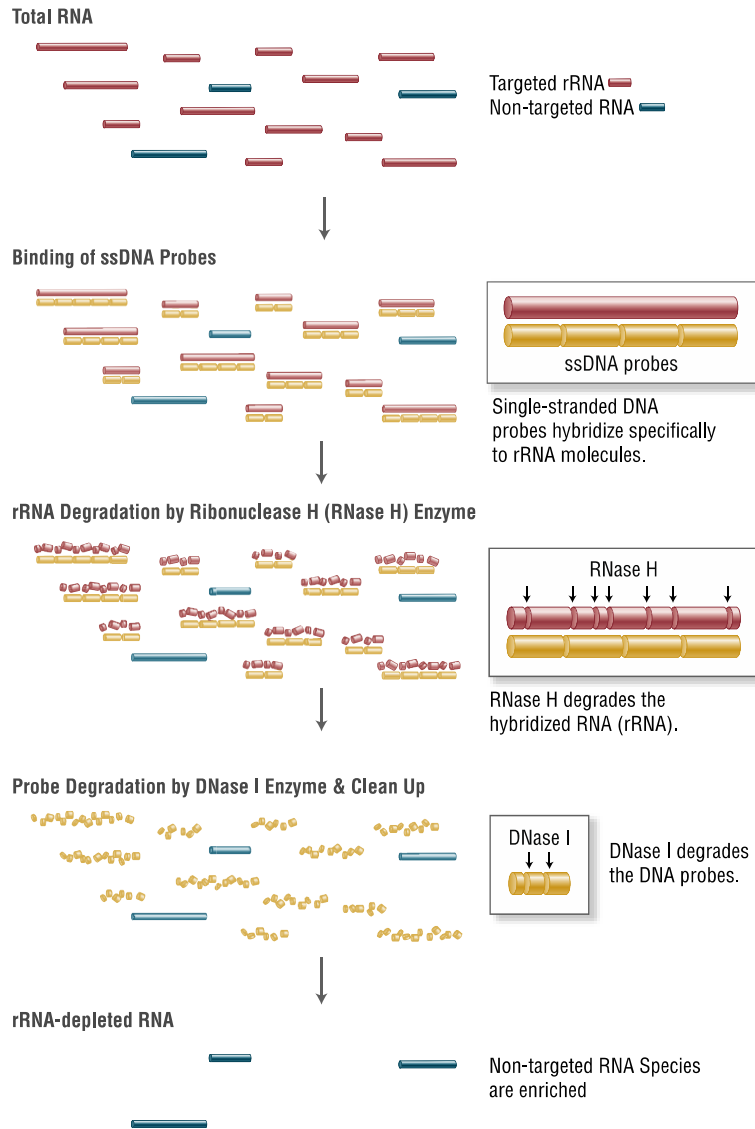 Total RNA
Targeted rRNA
Non-targeted RNA
Binding of ssDNA Probes
ssDNA probes
Single-stranded DNA
probes hybridize specifically
to rRNA molecules.
rRNA Degradation by Ribonuclease H (RNase H) Enzyme
RNase H
RNase H degrades the
hybridized RNA (rRNA).
Probe Degradation by DNase I Enzyme & Clean Up
DNase I
DNase I degrades
the DNA probes.
rRNA-depleted RNA
Non-targeted RNA Species
are enriched